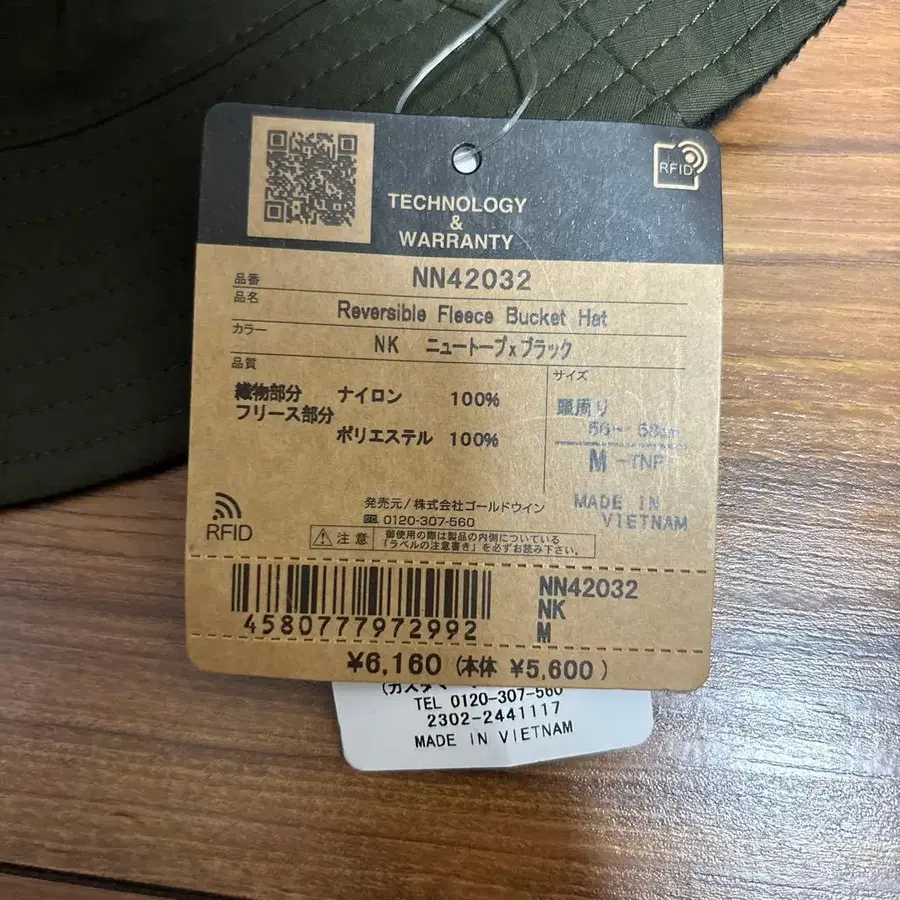 RFID
TECHNOLOGY
&
WARRANTY
品番 NN42032
品名 Reversible Fleece Bucket Hat
カラー NK ニュートープxブラック
品質
サイズ
織物部分 ナイロン 100%
フリース部分
ポリエステル 100%
頭周り
56~58cm
M -TNF
MADE IN
VIETNAM
発売元/株式会社ゴールドウイン
0120-307-560
RFID
注意 御使用の際は製品の内側についている
「ラベルの注意書き」を必ずお読み下さい。
4580777972992
NN42032
NK
M
¥6,160 (本体 ¥5,600)
TEL 0120-307-560
2302-2441117
MADE IN VIETNAM